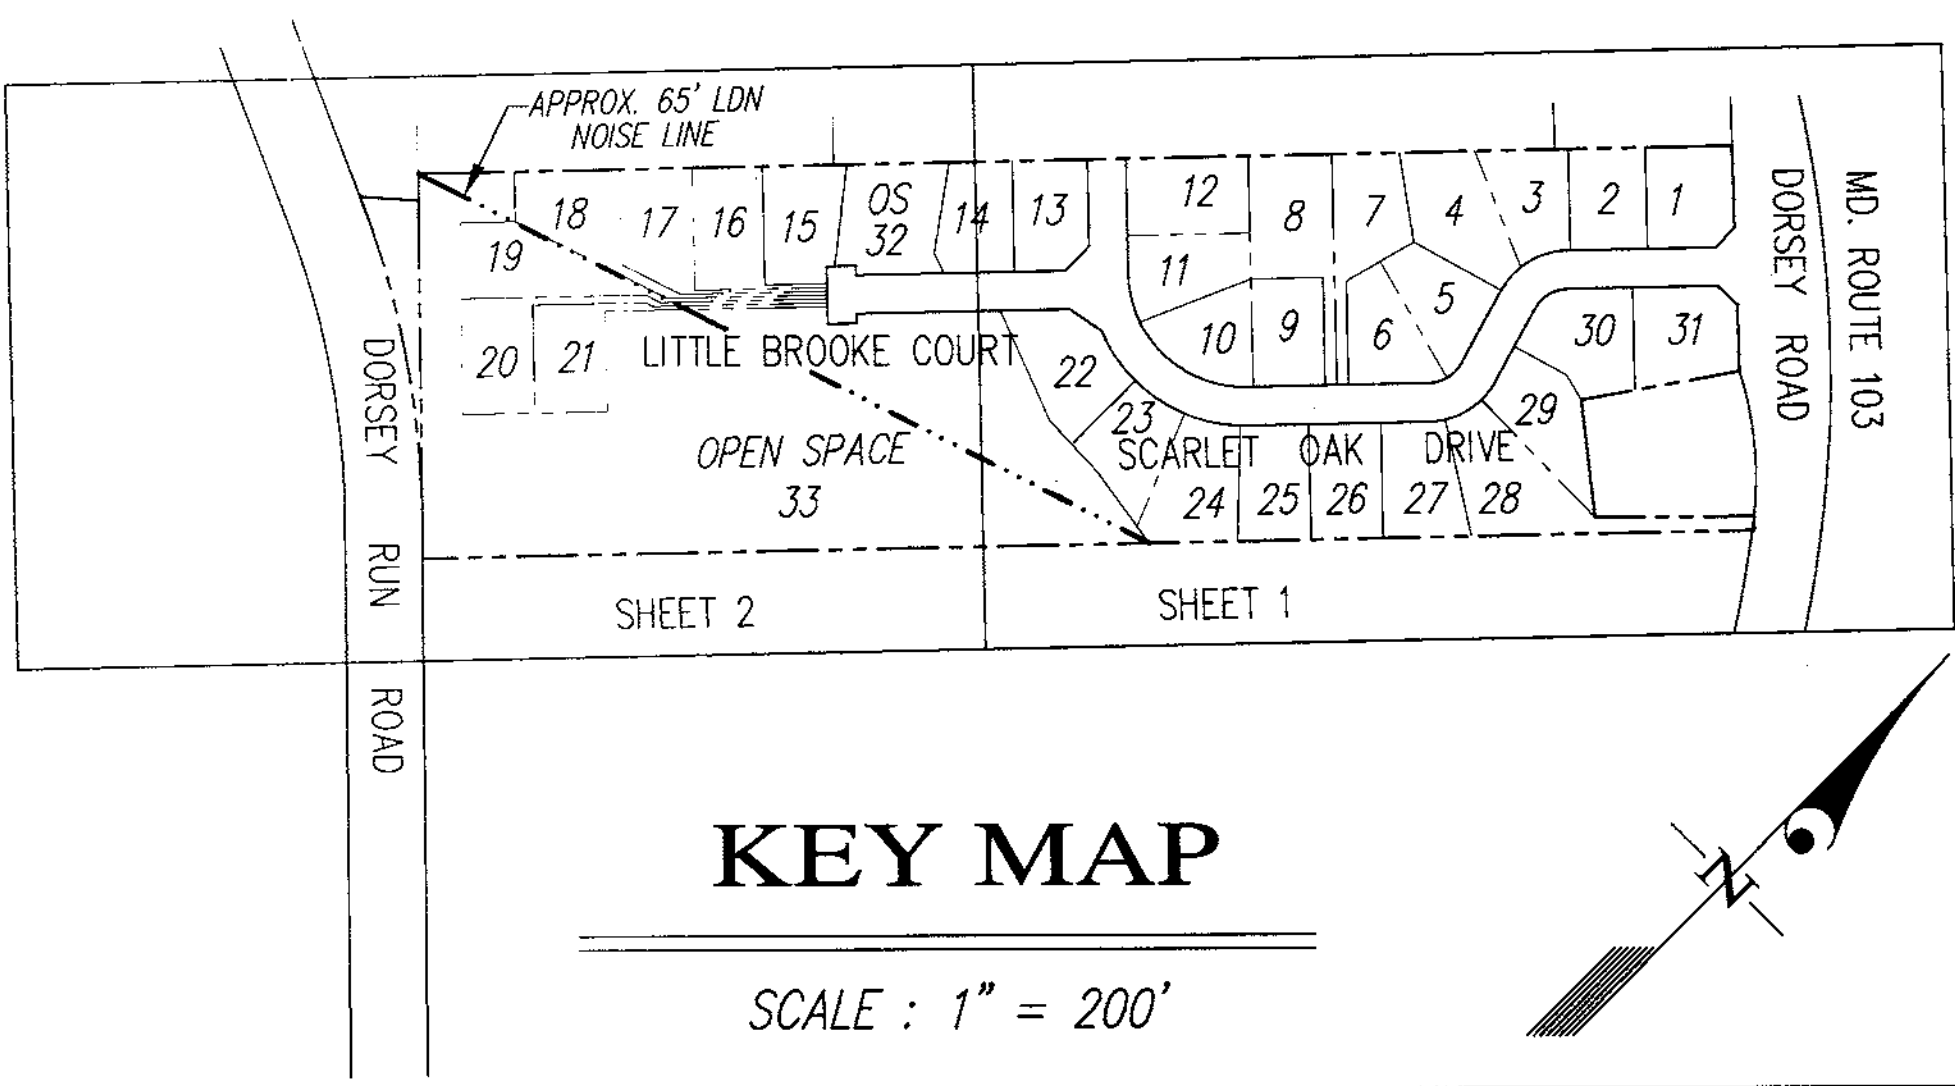 APPROX. 65' LDN
NOISE LINE
18
17
16
15
OS
32
14
13
12
8
7
4
3
2
1
19
11
20
21
10
9
6
5
30
31
LITTLE BROOKE COURT
22
23
29
SCARLET OAK DRIVE
OPEN SPACE
33
24
25
26
27
28
DORSEY RUN ROAD
DORSEY ROAD
MD. ROUTE 103
SHEET 2
SHEET 1
KEY MAP
SCALE : 1" = 200'
N